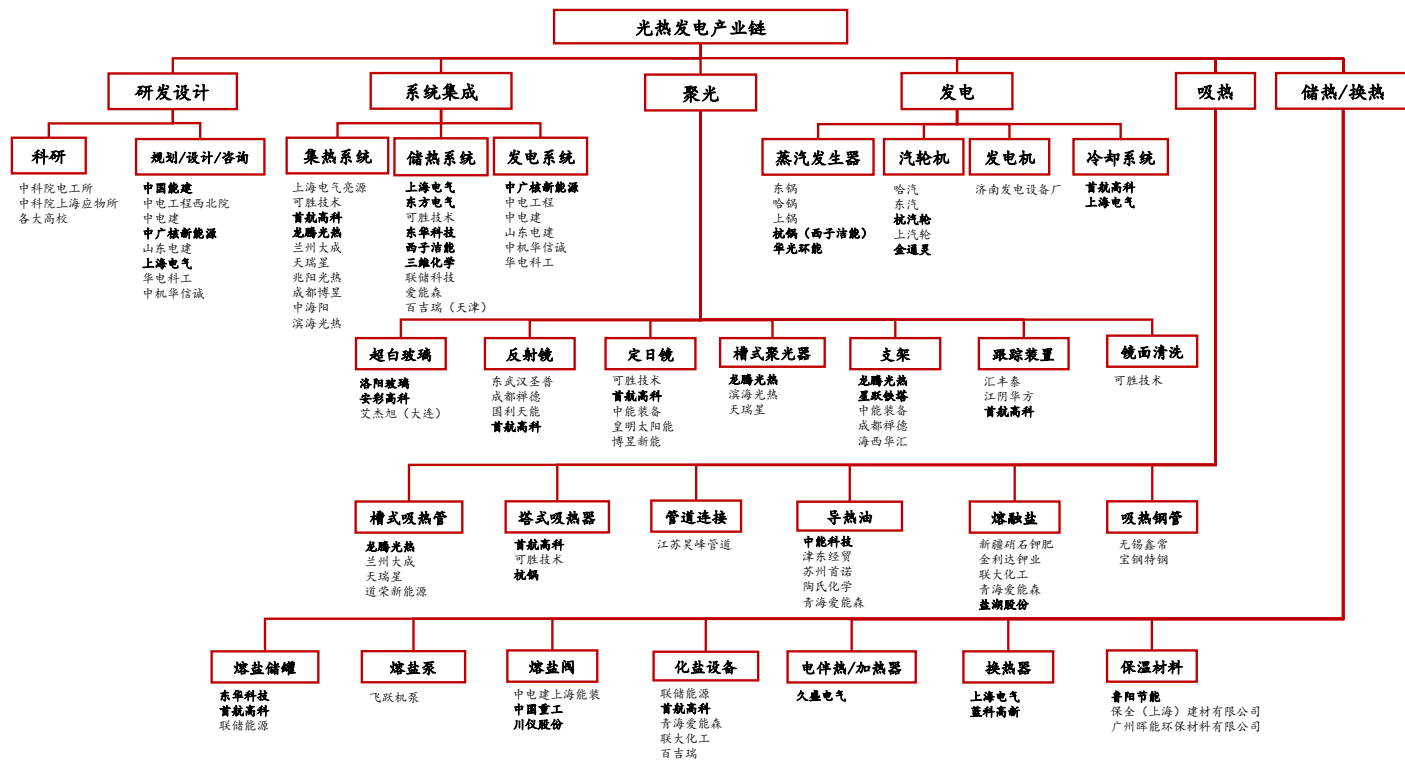 光热发电产业链
研发设计
系统集成
聚光
发电
吸热
储热/换热
科研
中科院电工所
中科院上海应物所
各大高校
规划/设计/咨询
中国能建
中电工程西北院
中电建
中广核新能源
山东电建
上海电气
华电科工
中机华信诚
集热系统
上海电气亮源
可胜技术
首航高科
龙腾光热
兰州大成
天瑞星
兆阳光热
成都博昱
中海阳
滨海光热
储热系统
上海电气
东方电气
可胜技术
东华科技
西子洁能
三维化学
联储科技
爱能森
百吉瑞（天津）
发电系统
中广核新能源
中电工程
中电建
山东电建
中机华信诚
华电科工
蒸汽发生器
东锅
哈锅
上锅
杭锅（西子洁能）
华光环能
汽轮机
哈汽
东汽
杭汽轮
上汽轮
金通灵
发电机
济南发电设备厂
冷却系统
首航高科
上海电气
超白玻璃
洛阳玻璃
安彩高科
艾杰旭（大连）
反射镜
东武汉圣普
成都禅德
国利天能
首航高科
定日镜
可胜技术
首航高科
中能装备
皇明太阳能
博昱新能
槽式聚光器
龙腾光热
滨海光热
天瑞星
支架
龙腾光热
星跃铁塔
中能装备
成都禅德
海西华汇
跟踪装置
汇丰泰
江阴华方
首航高科
镜面清洗
可胜技术
槽式吸热管
龙腾光热
兰州大成
天瑞星
道荣新能源
塔式吸热器
首航高科
可胜技术
杭锅
管道连接
江苏昊峰管道
导热油
中能科技
津东经贸
苏州首诺
陶氏化学
青海爱能森
熔融盐
新疆硝石钾肥
金利达钾业
联大化工
青海爱能森
盐湖股份
吸热钢管
无锡鑫常
宝钢特钢
熔盐储罐
东华科技
首航高科
联储能源
熔盐泵
飞跃机泵
熔盐阀
中电建上海能装
中国重工
川仪股份
化盐设备
联储能源
首航高科
青海爱能森
联大化工
百吉瑞
电伴热/加热器
久盛电气
换热器
上海电气
蓝科高新
保温材料
鲁阳节能
保全（上海）建材有限公司
广州晖能环保材料有限公司